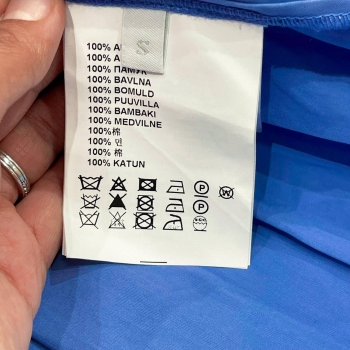 S
100% A
100% A
100% ПАМУК
100% BAVLNA
100% BOMULD
100% PUUVILLA
100% BAMBAKI
100% MEDVILNE
100% 棉
100% 면
100% 棉
100% KATUN
P
W
P